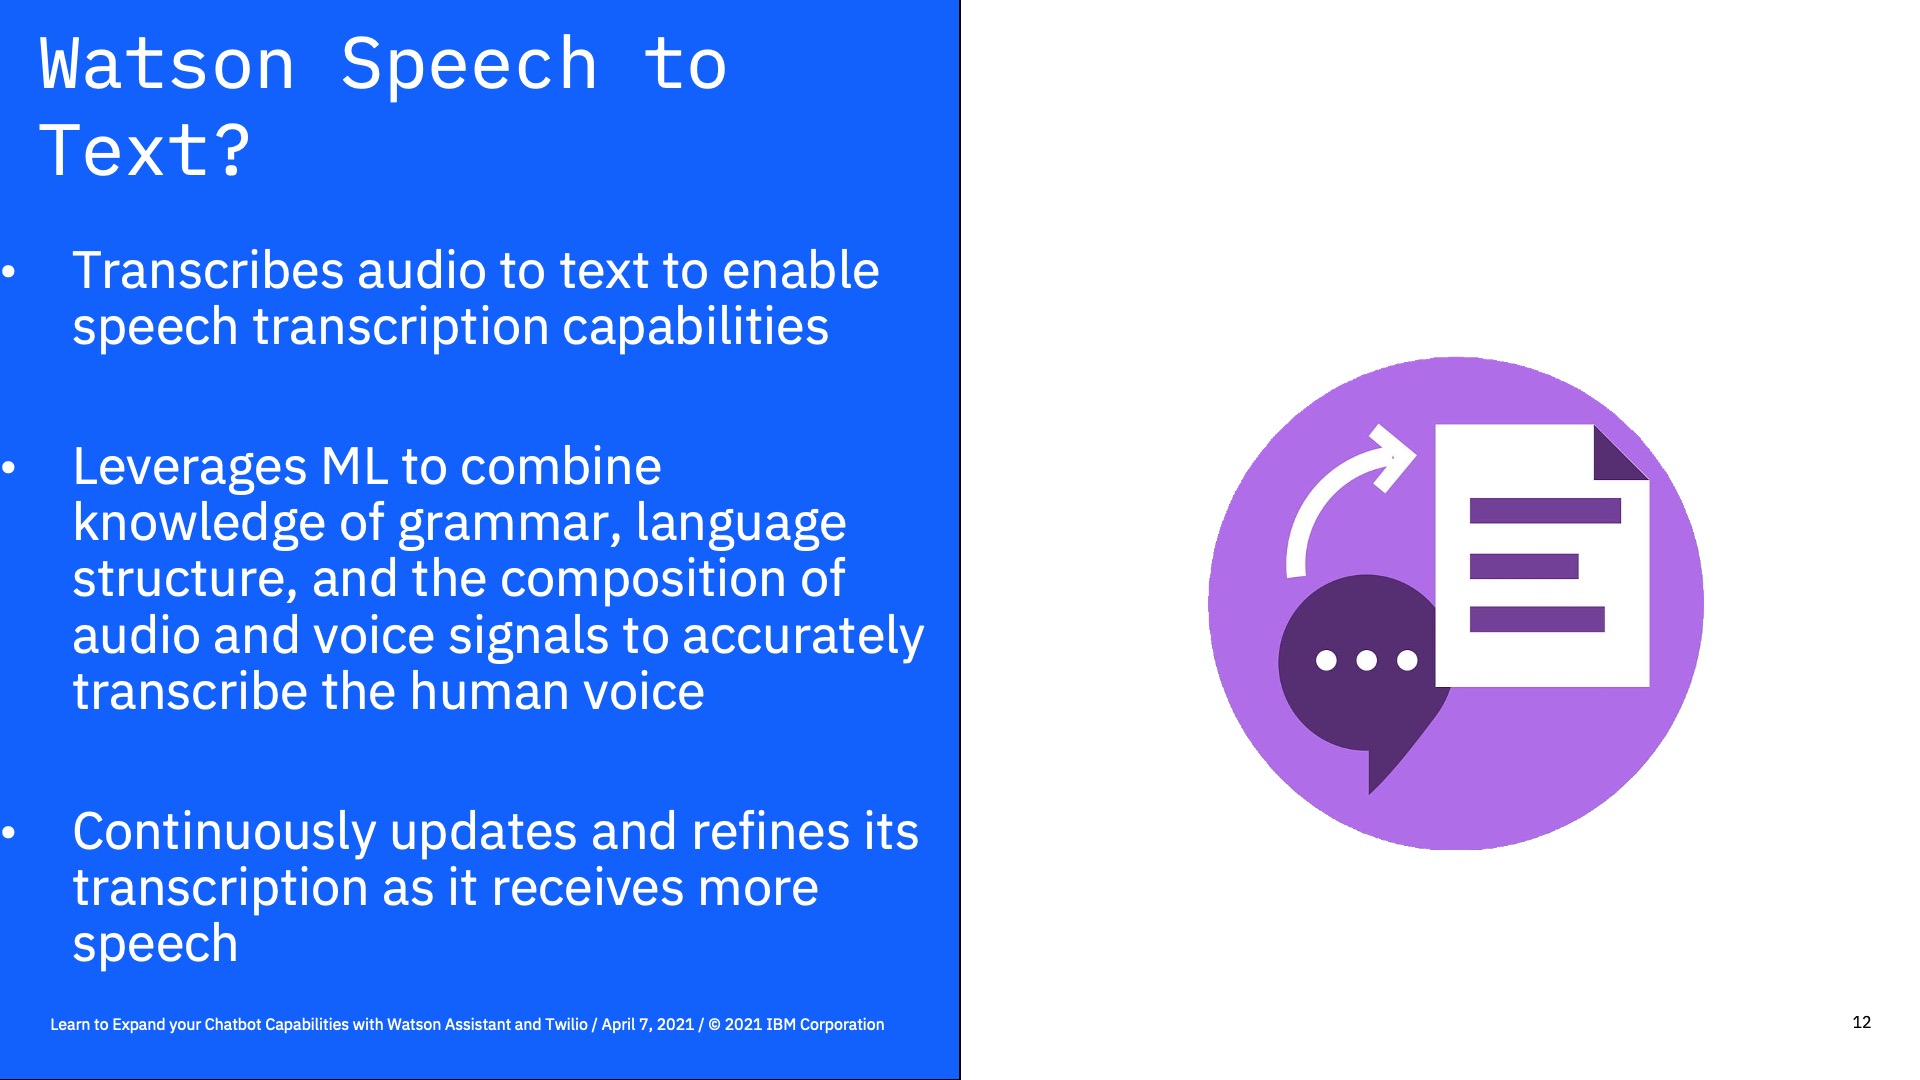 Watson Speech to
Text?
• Transcribes audio to text to enable
speech transcription capabilities
• Leverages ML to combine
knowledge of grammar, language
structure, and the composition of
audio and voice signals to accurately
transcribe the human voice
• Continuously updates and refines its
transcription as it receives more
speech
Learn to Expand your Chatbot Capabilities with Watson Assistant and Twilio / April 7, 2021 / © 2021 IBM Corporation
12